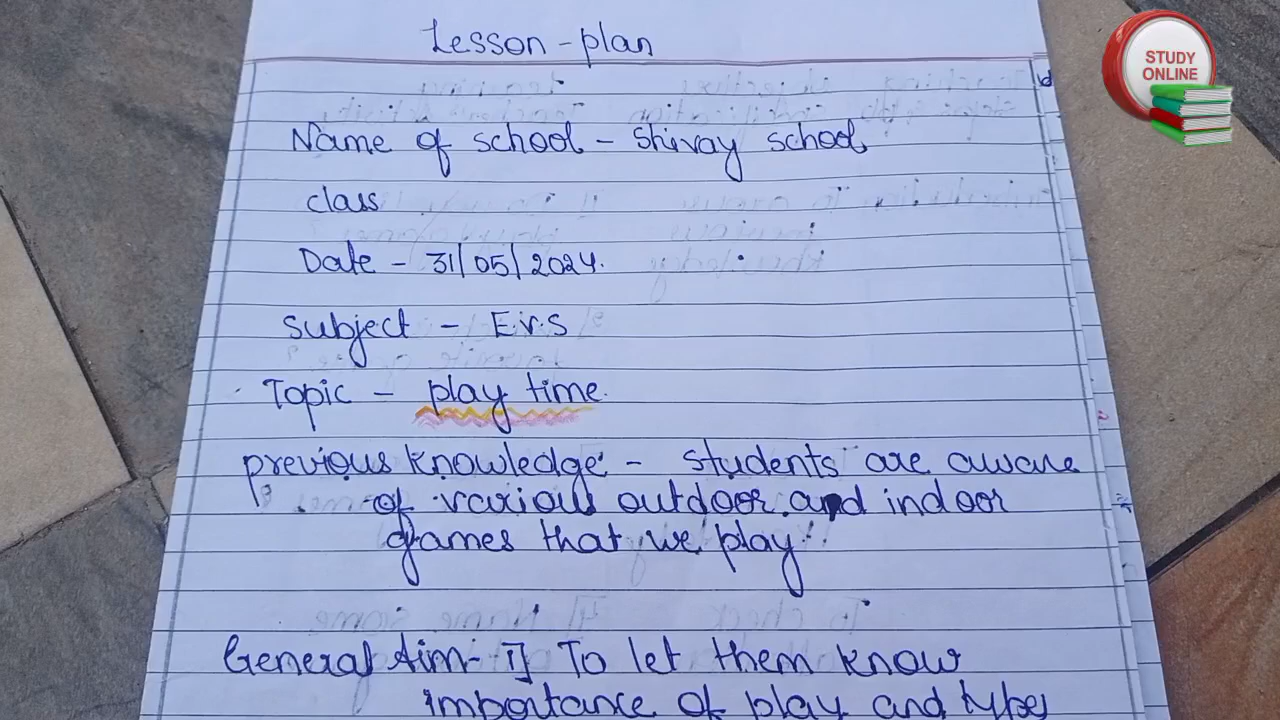 Lesson-plan
STUDY
ONLINE
Name of school - Shivay school
class
Date - 31/05/2024.
Subject - E.V.S
Topic - play time.
previous knowledge - students are aware
of various outdoor and indoor
games that we play
General Aim- 1] To let them know
importance of play and types